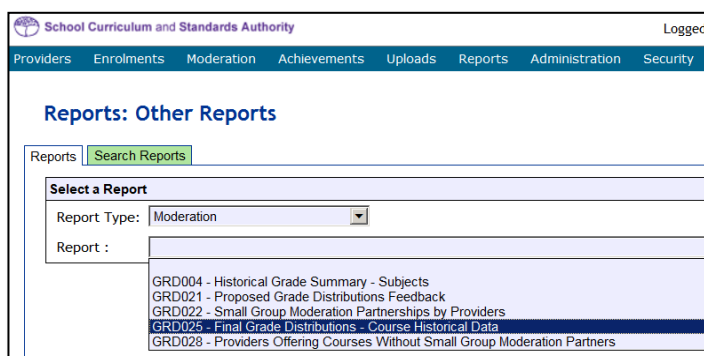 School Curriculum and Standards Authority
Logged
Providers Enrolments Moderation Achievements Uploads Reports Administration Security
Reports: Other Reports
Reports Search Reports
Select a Report
Report Type: Moderation
Report :
GRD004 - Historical Grade Summary - Subjects
GRD021 - Proposed Grade Distributions Feedback
GRD022 - Small Group Moderation Partnerships by Providers
GRD025 - Final Grade Distributions - Course Historical Data
GRD028 - Providers Offering Courses Without Small Group Moderation Partners